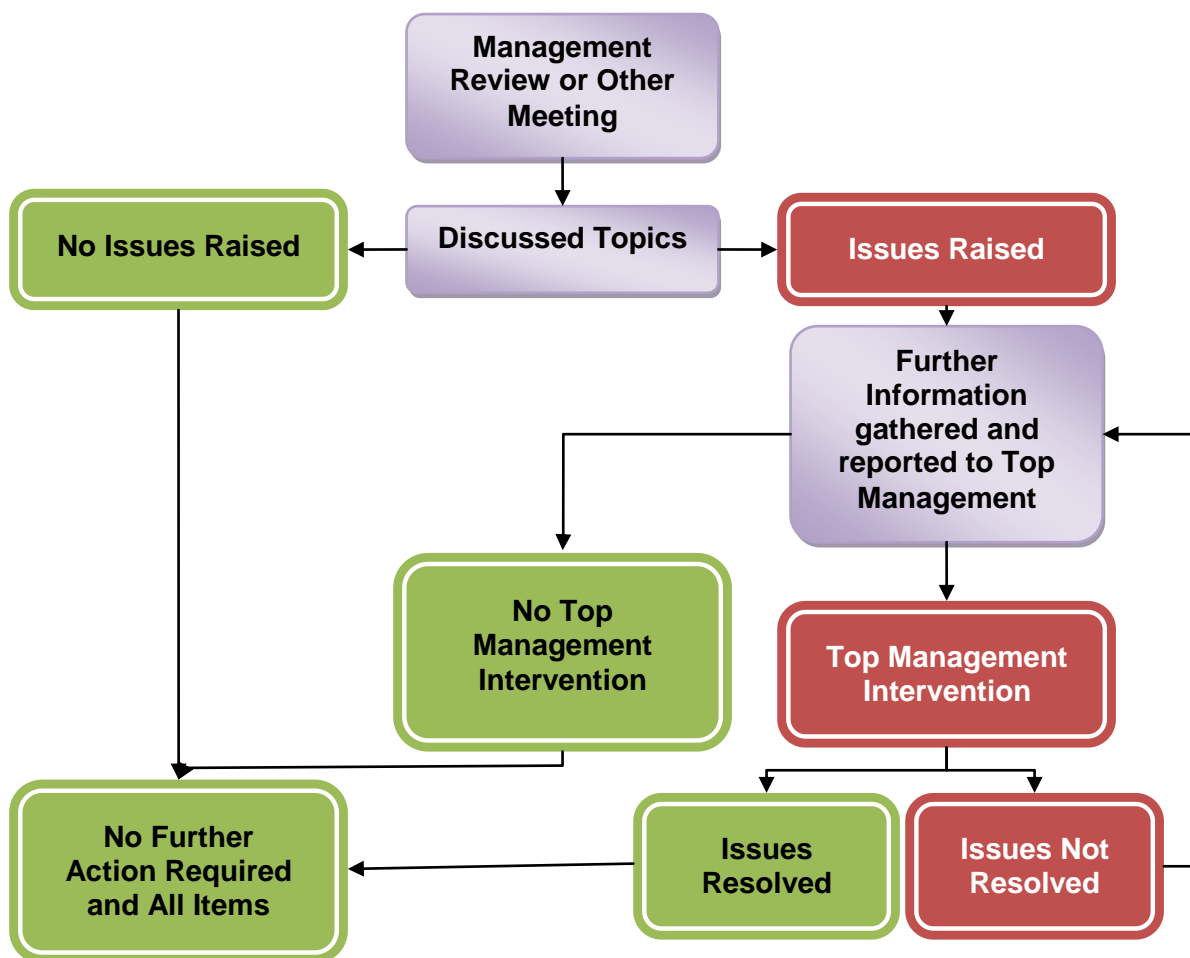 Management
Review or Other
Meeting
No Issues Raised
Discussed Topics
Issues Raised
Further
Information
gathered and
reported to Top
Management
No Top
Management
Intervention
Top Management
Intervention
No Further
Action Required
and All Items
Issues
Resolved
Issues Not
Resolved